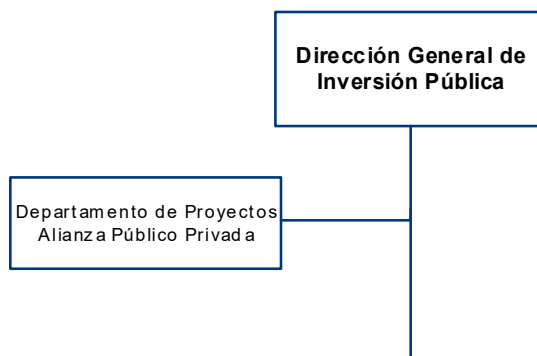 Dirección General de
Inversión Pública
Departamento de Proyectos
Alianza Público Privada